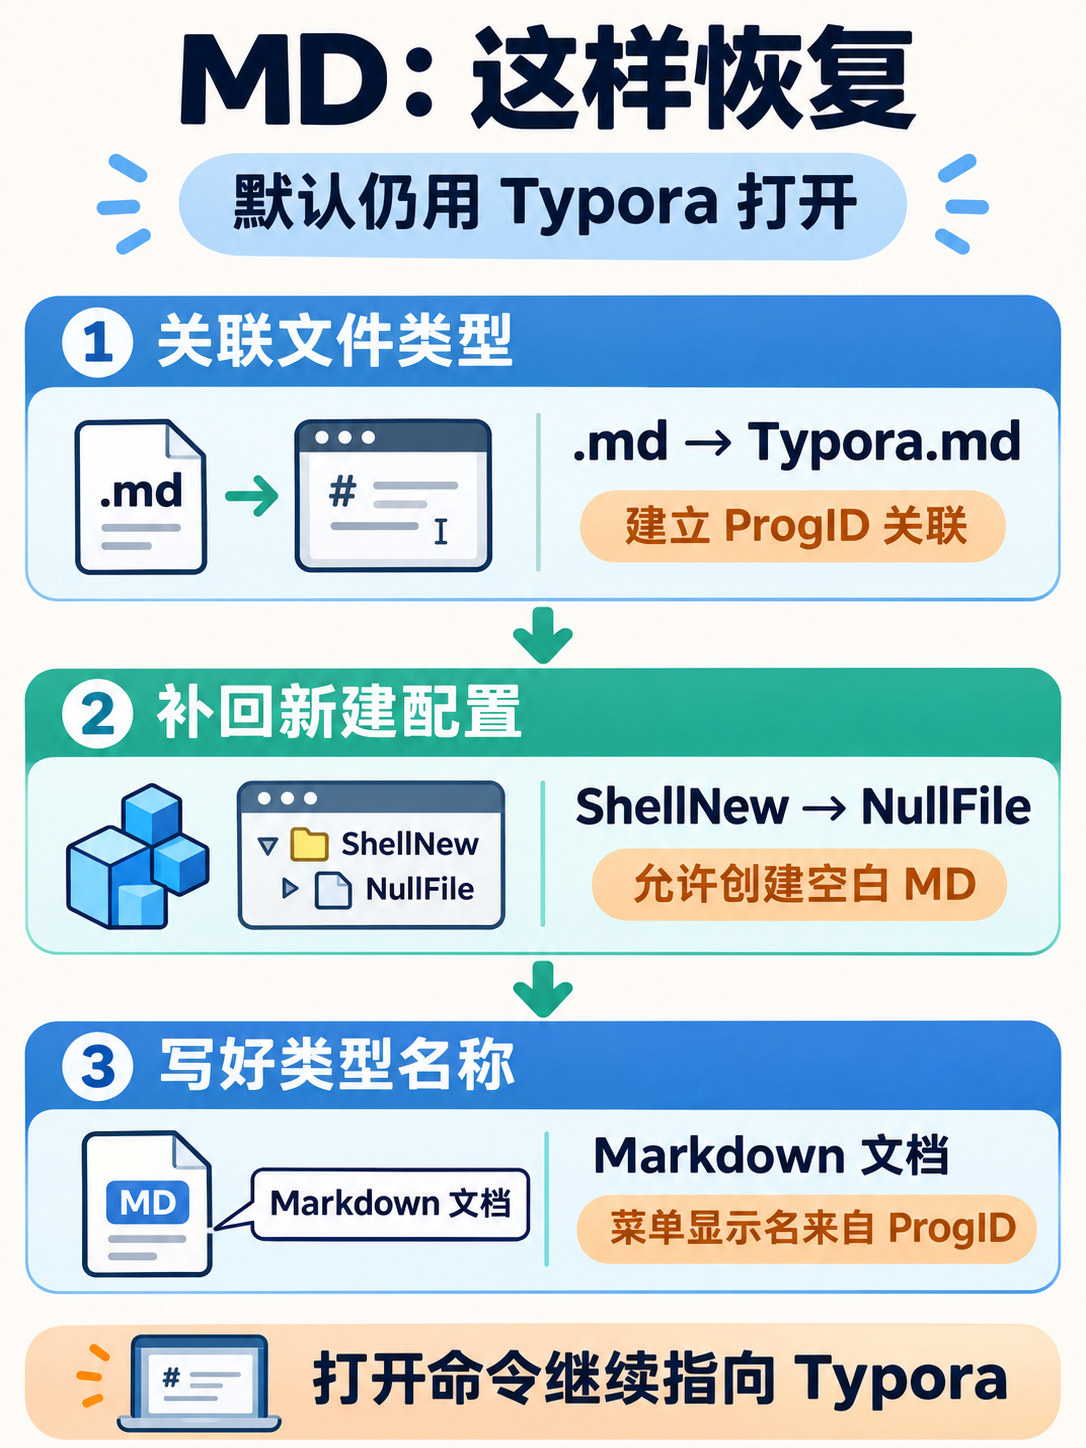 MD：这样恢复
默认仍用 Typora 打开
1 关联文件类型
.md
#
.md → Typora.md
建立 ProgID 关联
2 补回新建配置
ShellNew
NullFile
ShellNew → NullFile
允许创建空白 MD
3 写好类型名称
MD
Markdown 文档
Markdown 文档
菜单显示名来自 ProgID
#
打开命令继续指向 Typora